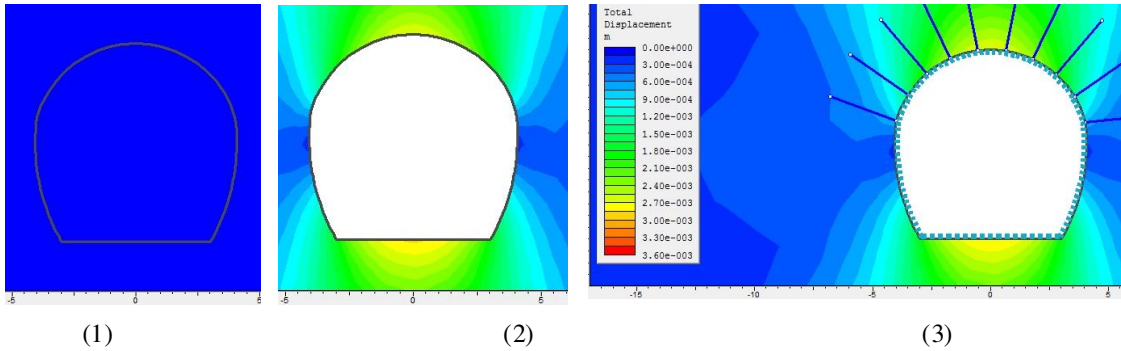 Total
Displacement
m
0.00e+000
3.00e-004
6.00e-004
9.00e-004
1.20e-003
1.50e-003
1.80e-003
2.10e-003
2.40e-003
2.70e-003
3.00e-003
3.30e-003
3.60e-003
-5 0 5
-5 0 5
-15 -10 -5 0 5
(1) (2) (3)